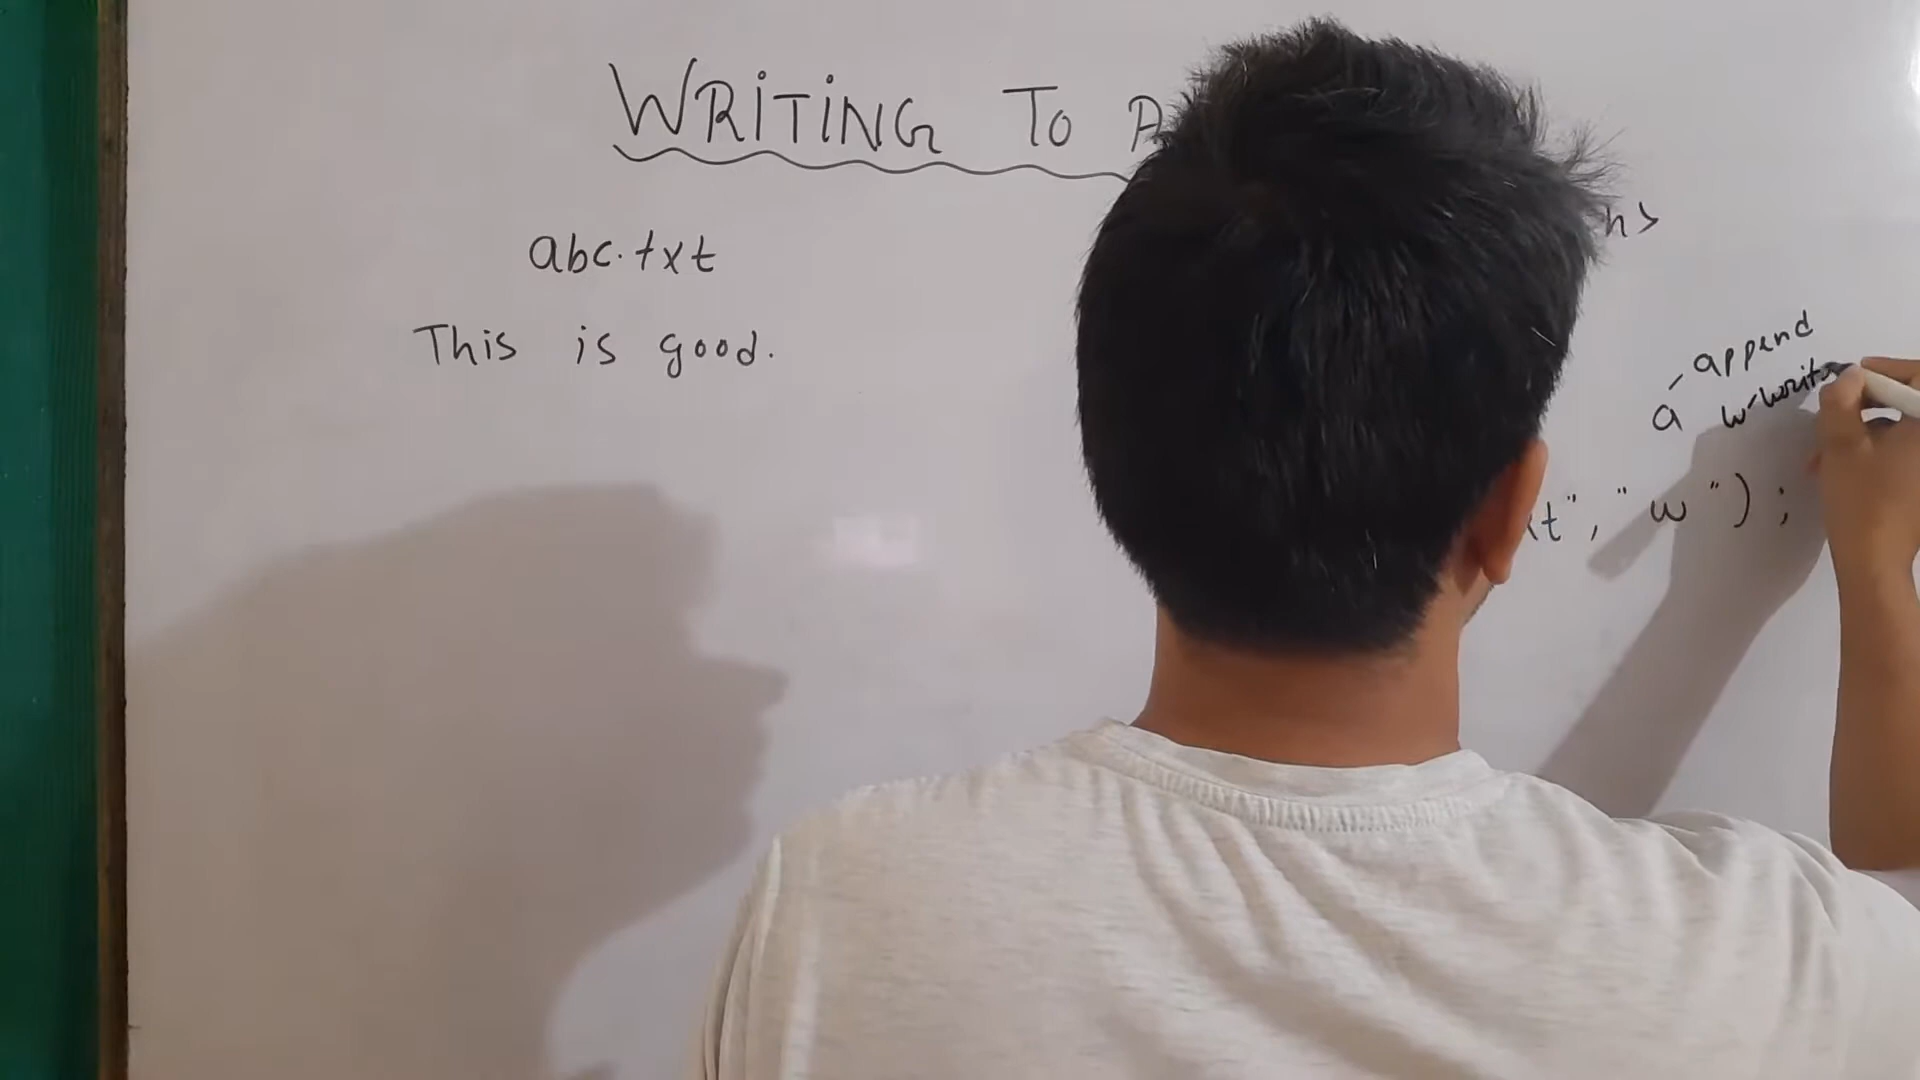 WRITING TO A
abc.txt
This is good.
a - append
w - write
t", "w");